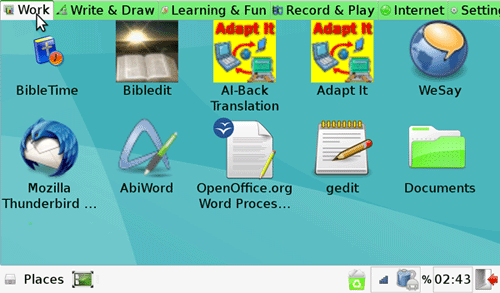 Work Write & Draw Learning & Fun Record & Play Internet Settin
Adapt It Adapt It
BibleTime Bibledit AI-Back Translation Adapt It WeSay
Mozilla Thunderbird ... AbiWord OpenOffice.org Word Proces... gedit Documents
Places % 02:43